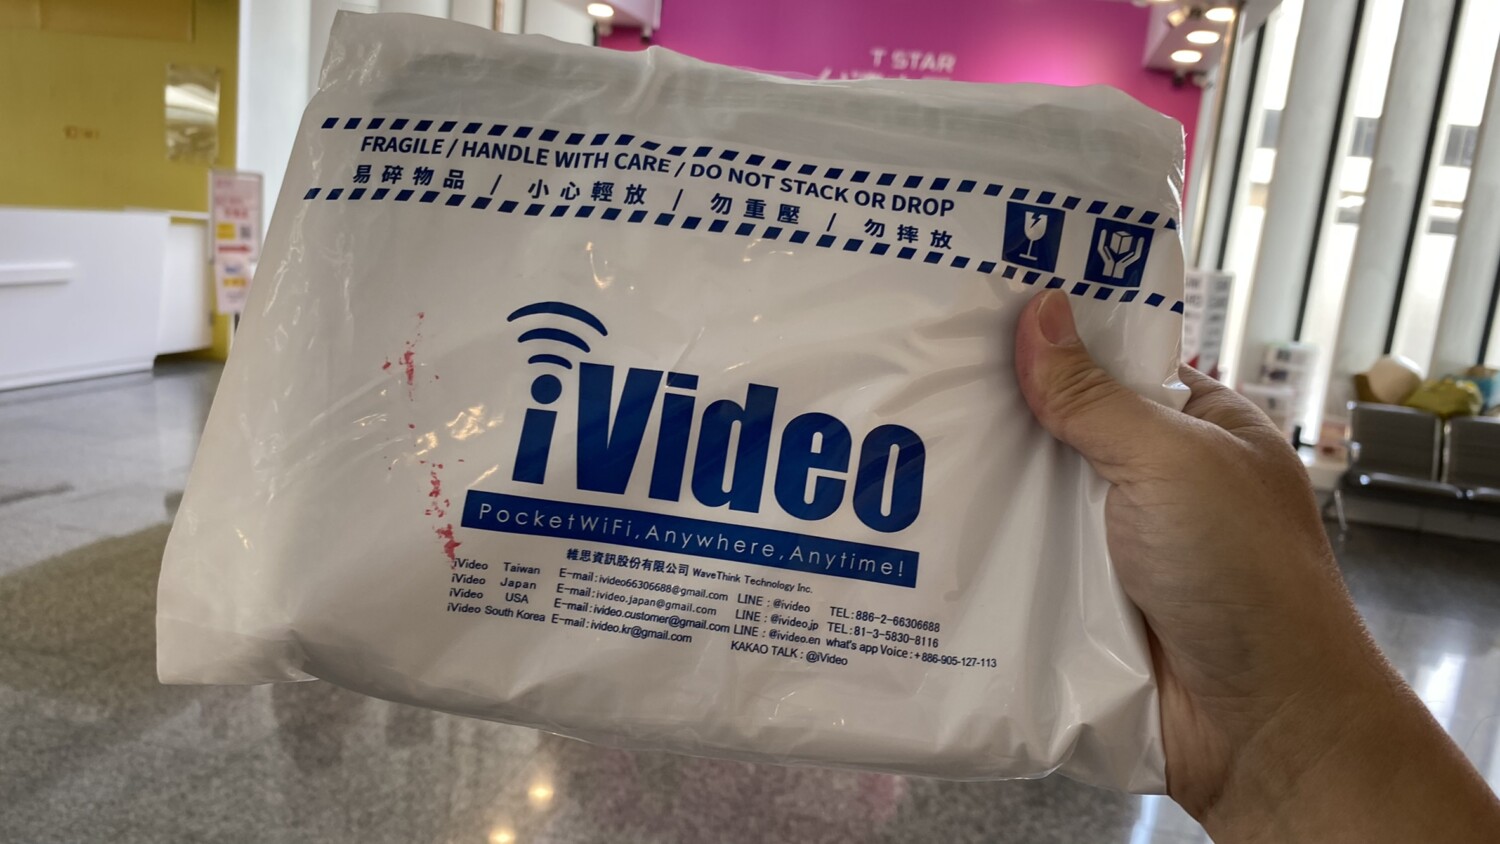 T STAR
FRAGILE / HANDLE WITH CARE / DO NOT STACK OR DROP
易碎物品 / 小心輕放 / 勿重壓 / 勿摔放
iVideo
PocketWiFi,Anywhere,Anytime!
維思資訊股份有限公司 WaveThink Technology Inc.
iVideo Taiwan E-mail:ivideo66306688@gmail.com LINE : @ivideo TEL:886-2-66306688
iVideo Japan E-mail:ivideo.japan@gmail.com LINE : @ivideo.jp TEL:81-3-5830-8116
iVideo USA E-mail:ivideo.customer@gmail.com LINE : @ivideo.en what's app Voice:+886-905-127-113
iVideo South Korea E-mail:ivideo.kr@gmail.com KAKAO TALK : @iVideo